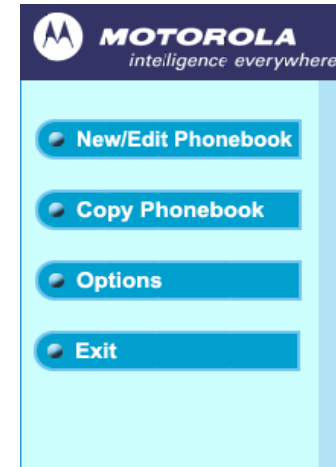 MOTOROLA
intelligence everywhere
New/Edit Phonebook
Copy Phonebook
Options
Exit